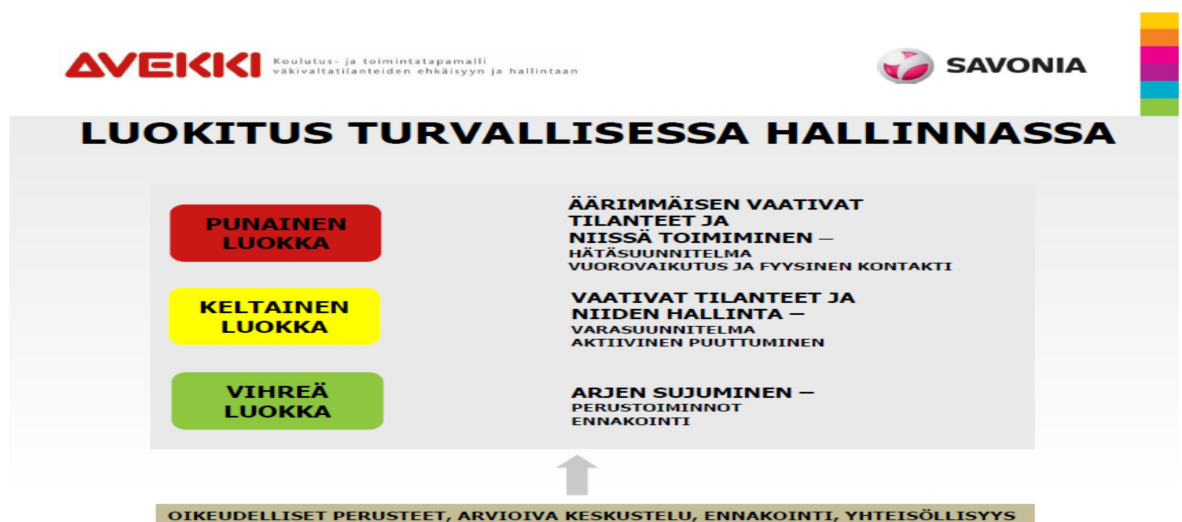 AVEKKI
Koulutus- ja toimintatapamalli
väkivaltatilanteiden ehkäisyyn ja hallintaan
SAVONIA
LUOKITUS TURVALLISESSA HALLINNASSA
PUNAINEN
LUOKKA
ÄÄRIMMÄISEN VAATIVAT
TILANTEET JA
NIISSÄ TOIMIMINEN –
HÄTÄSUUNNITELMA
VUOROVAIKUTUS JA FYYSINEN KONTAKTI
KELTAINEN
LUOKKA
VAATIVAT TILANTEET JA
NIIDEN HALLINTA –
VARASUUNNITELMA
AKTIIVINEN PUUTTUMINEN
VIHREÄ
LUOKKA
ARJEN SUJUMINEN –
PERUSTOIMINNOT
ENNAKOINTI
OIKEUDELLISET PERUSTEET, ARVIOIVA KESKUSTELU, ENNAKOINTI, YHTEISÖLLISYYS